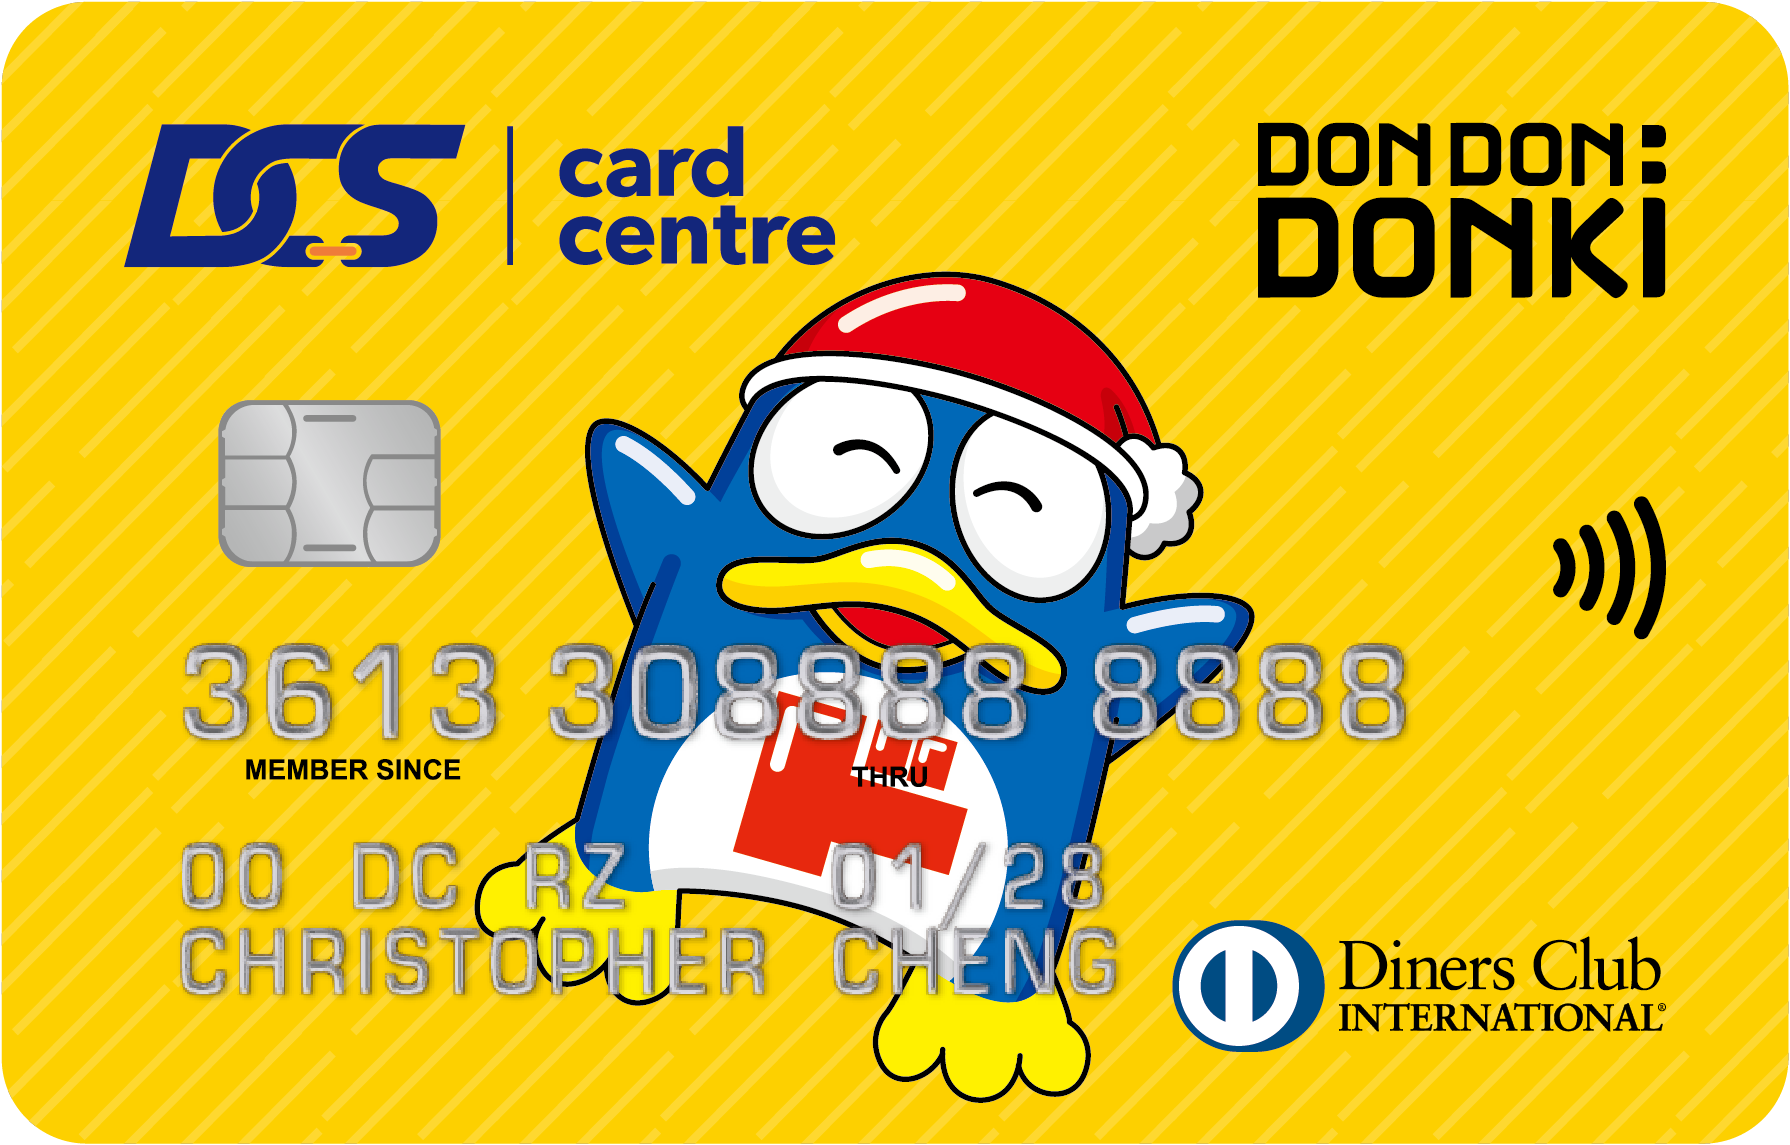 DCS card centre
DON DON DONKI
3613 308888 8888
MEMBER SINCE THRU
00 DC RZ 01/28
CHRISTOPHER CHENG
Diners Club
INTERNATIONAL®